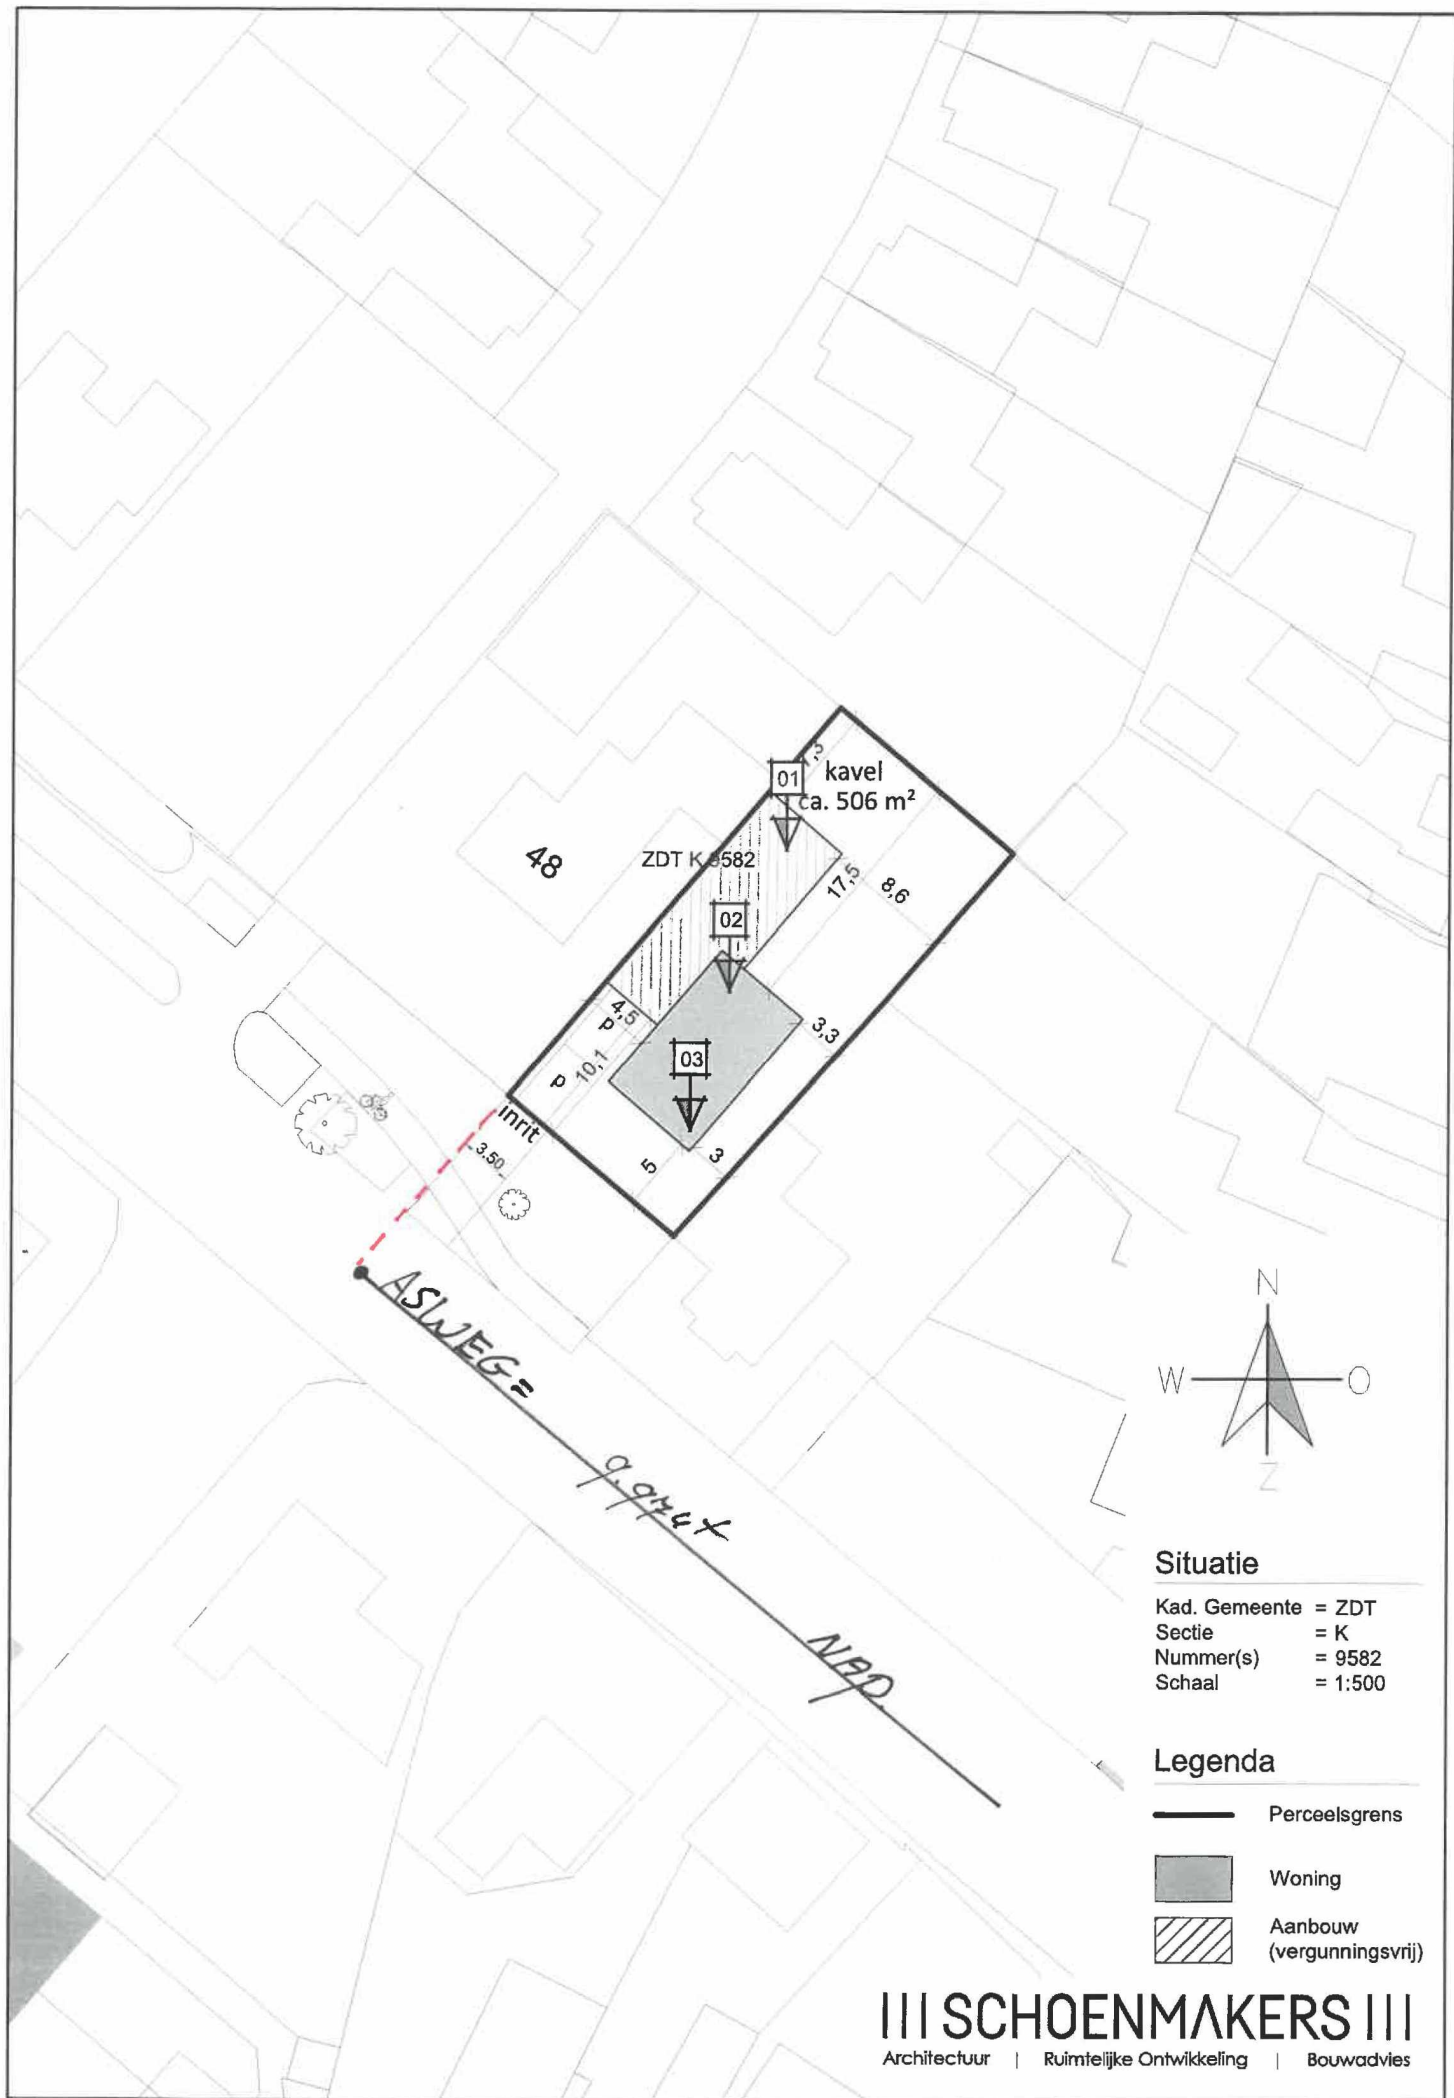 01
kavel
ca. 506 m²
48
ZDT K 9582
17,5
8,6
02
4,5
p
3,3
03
10,1
p
inrit
3.50
5
3
ASWEG =
9.974+
NAP.
N
W
O
Z
Situatie
Kad. Gemeente = ZDT
Sectie = K
Nummer(s) = 9582
Schaal = 1:500
Legenda
Perceelsgrens
Woning
Aanbouw
(vergunningsvrij)
||| SCHOENMAKERS |||
Architectuur | Ruimtelijke Ontwikkeling | Bouwadvies